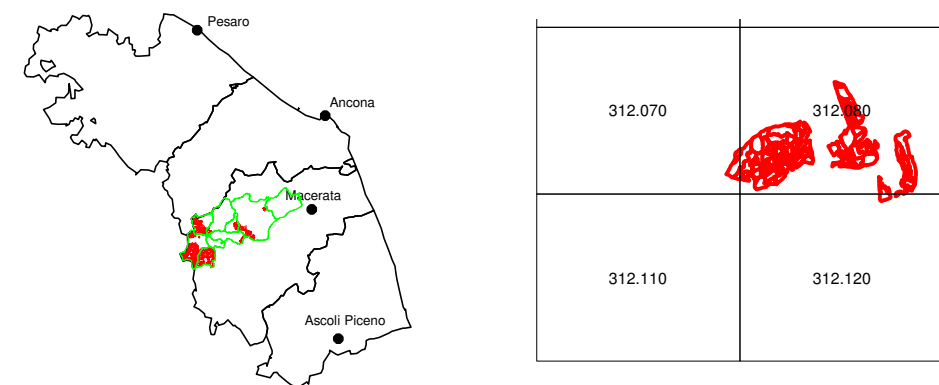 Pesaro
Ancona
Macerata
Ascoli Piceno
312.070
312.080
312.110
312.120